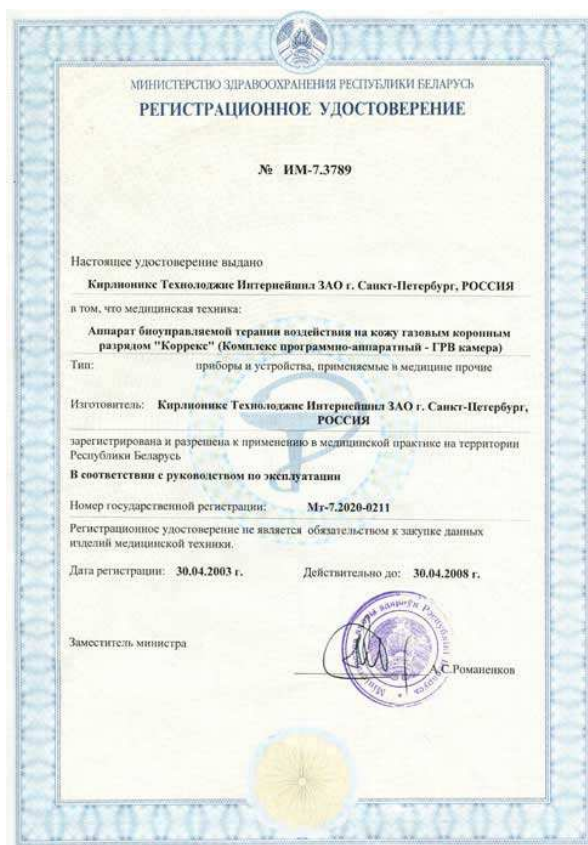 МИНИСТЕРСТВО ЗДРАВООХРАНЕНИЯ РЕСПУБЛИКИ БЕЛАРУСЬ
РЕГИСТРАЦИОННОЕ УДОСТОВЕРЕНИЕ
№ ИМ-7.3789
Настоящее удостоверение выдано
Кирлионикс Технолоджис Интернейшнл ЗАО г. Санкт-Петербург, РОССИЯ
в том, что медицинская техника:
Аппарат биоуправляемой терапии воздействия на кожу газовым коронным
разрядом "Коррекс" (Комплекс программно-аппаратный - ГРВ камера)
Тип: приборы и устройства, применяемые в медицине прочие
Изготовитель: Кирлионикс Технолоджис Интернейшнл ЗАО г. Санкт-Петербург,
РОССИЯ
зарегистрирована и разрешена к применению в медицинской практике на территории
Республики Беларусь
В соответствии с руководством по эксплуатации
Номер государственной регистрации: Мт-7.2020-0211
Регистрационное удостоверение не является обязательством к закупке данных
изделий медицинской техники.
Дата регистрации: 30.04.2003 г. Действительно до: 30.04.2008 г.
Заместитель министра
А.С.Романенков